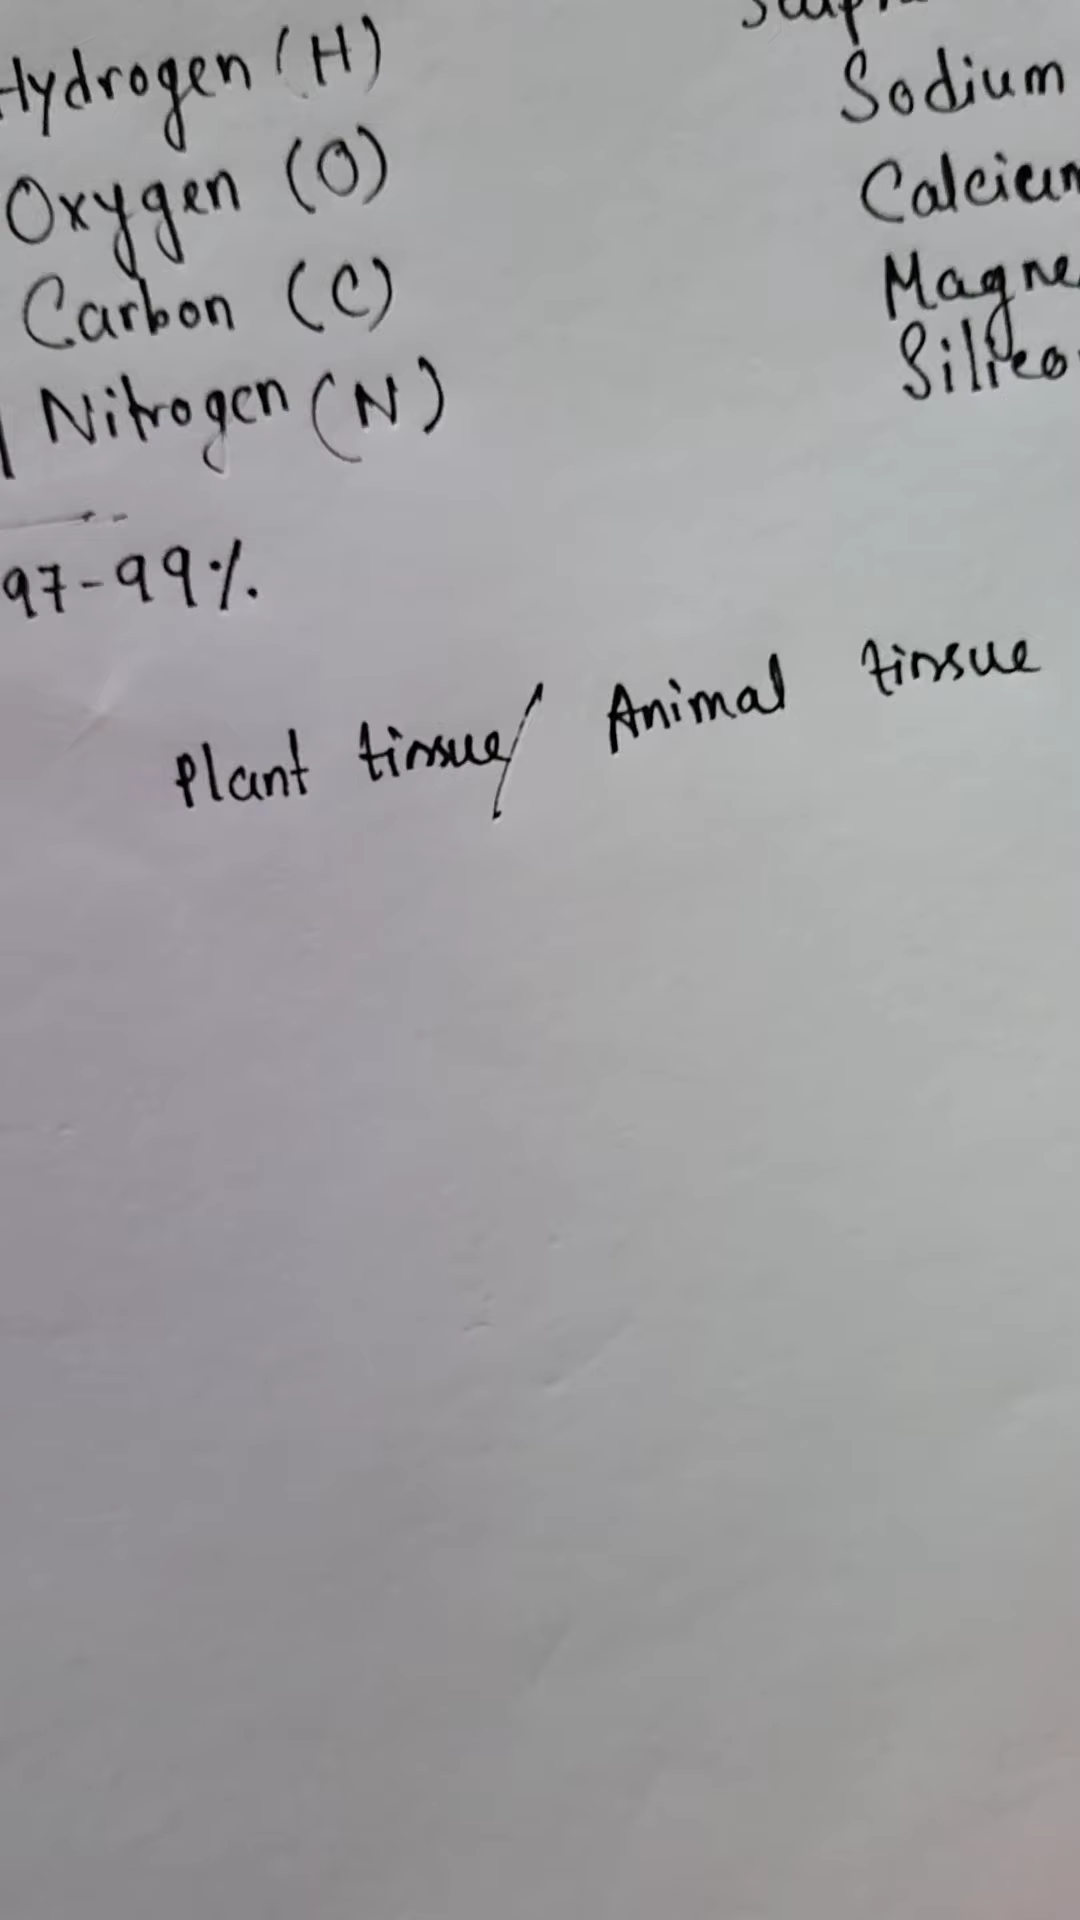 Hydrogen (H)
Sodium
Oxygen (O)
Carbon (C)
Nitrogen (N)
97-99%
Plant tissue/ Animal tissue